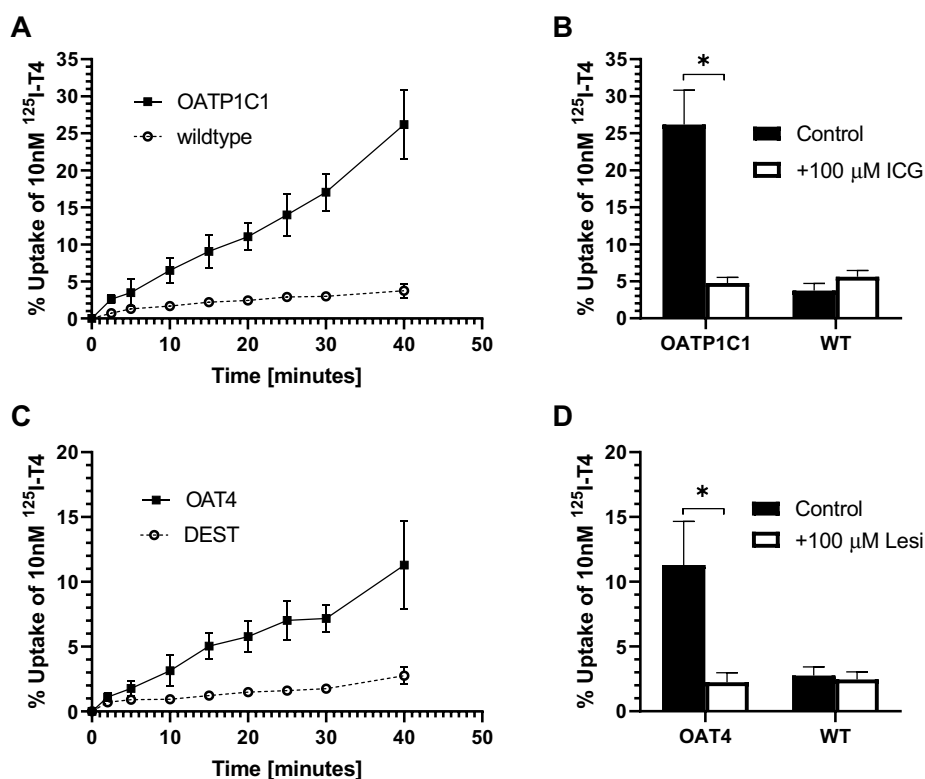 A
% Uptake of 10nM ¹²⁵I-T4
35
30
25
20
15
10
5
0
OATP1C1
wildtype
0 10 20 30 40 50
Time [minutes]
B
% Uptake of 10nM ¹²⁵I-T4
35
30
25
20
15
10
5
0
*
Control
+100 μM ICG
OATP1C1 WT
C
% Uptake of 10nM ¹²⁵I-T4
20
15
10
5
0
OAT4
DEST
0 10 20 30 40 50
Time [minutes]
D
% Uptake of 10nM ¹²⁵I-T4
20
15
10
5
0
*
Control
+100 μM Lesi
OAT4 WT